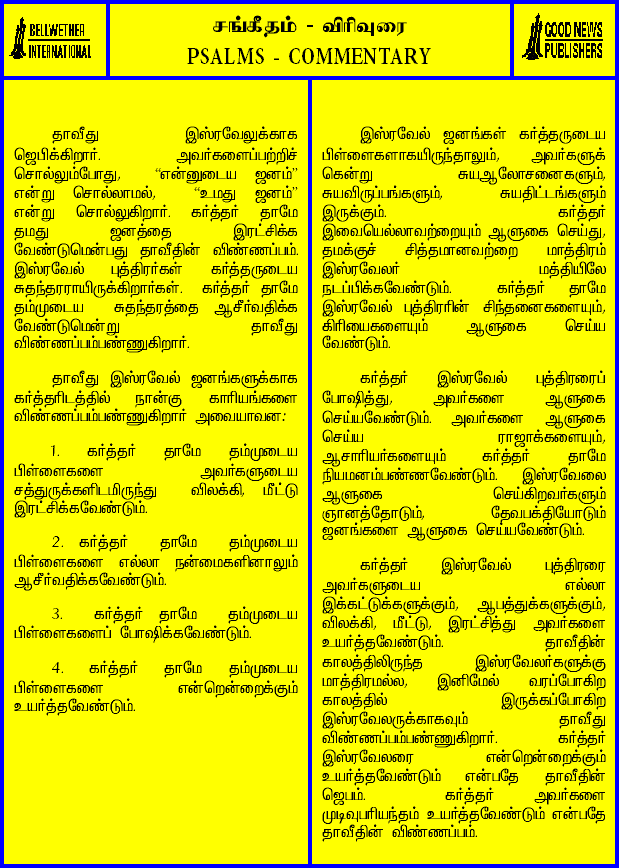 BELLWETHER
INTERNATIONAL
சங்கீதம் - விரிவுரை
PSALMS - COMMENTARY
GOOD NEWS
PUBLISHERS
தாவீது இஸ்ரவேலுக்காக
ஜெபிக்கிறார். அவர்களைப்பற்றிச்
சொல்லும்போது, “என்னுடைய ஜனம்”
என்று சொல்லாமல், “உமது ஜனம்”
என்று சொல்லுகிறார். கர்த்தர் தாமே
தமது ஜனத்தை இரட்சிக்க
வேண்டுமென்பது தாவீதின் விண்ணப்பம்.
இஸ்ரவேல் புத்திரர்கள் கர்த்தருடைய
சுதந்தரராயிருக்கிறார்கள். கர்த்தர் தாமே
தம்முடைய சுதந்தரத்தை ஆசீர்வதிக்க
வேண்டுமென்று தாவீது
விண்ணப்பம்பண்ணுகிறார்.
தாவீது இஸ்ரவேல் ஜனங்களுக்காக
கர்த்தரிடத்தில் நான்கு காரியங்களை
விண்ணப்பம்பண்ணுகிறார் அவையாவன:
1. கர்த்தர் தாமே தம்முடைய
பிள்ளைகளை அவர்களுடைய
சத்துருக்களிடமிருந்து விலக்கி, மீட்டு
இரட்சிக்கவேண்டும்.
2. கர்த்தர் தாமே தம்முடைய
பிள்ளைகளை எல்லா நன்மைகளினாலும்
ஆசீர்வதிக்கவேண்டும்.
3. கர்த்தர் தாமே தம்முடைய
பிள்ளைகளைப் போஷிக்கவேண்டும்.
4. கர்த்தர் தாமே தம்முடைய
பிள்ளைகளை என்றென்றைக்கும்
உயர்த்தவேண்டும்.
இஸ்ரவேல் ஜனங்கள் கர்த்தருடைய
பிள்ளைகளாகயிருந்தாலும், அவர்களுக்
கென்று சுயஆலோசனைகளும்,
சுயவிருப்பங்களும், சுயதிட்டங்களும்
இருக்கும். கர்த்தர்
இவையெல்லாவற்றையும் ஆளுகை செய்து,
தமக்குச் சித்தமானவற்றை மாத்திரம்
இஸ்ரவேலர் மத்தியிலே
நடப்பிக்கவேண்டும். கர்த்தர் தாமே
இஸ்ரவேல் புத்திரரின் சிந்தனைகளையும்,
கிரியைகளையும் ஆளுகை செய்ய
வேண்டும்.
கர்த்தர் இஸ்ரவேல் புத்திரரைப்
போஷித்து, அவர்களை ஆளுகை
செய்யவேண்டும். அவர்களை ஆளுகை
செய்ய ராஜாக்களையும்,
ஆசாரியர்களையும் கர்த்தர் தாமே
நியமனம்பண்ணவேண்டும். இஸ்ரவேலை
ஆளுகை செய்கிறவர்களும்
ஞானத்தோடும், தேவபக்தியோடும்
ஜனங்களை ஆளுகை செய்யவேண்டும்.
கர்த்தர் இஸ்ரவேல் புத்திரரை
அவர்களுடைய எல்லா
இக்கட்டுக்களுக்கும், ஆபத்துக்களுக்கும்,
விலக்கி, மீட்டு, இரட்சித்து அவர்களை
உயர்த்தவேண்டும். தாவீதின்
காலத்திலிருந்த இஸ்ரவேலர்களுக்கு
மாத்திரமல்ல, இனிமேல் வரப்போகிற
காலத்தில் இருக்கப்போகிற
இஸ்ரவேலருக்காகவும் தாவீது
விண்ணப்பம்பண்ணுகிறார். கர்த்தர்
இஸ்ரவேலரை என்றென்றைக்கும்
உயர்த்தவேண்டும் என்பதே தாவீதின்
ஜெபம். கர்த்தர் அவர்களை
முடிவுபரியந்தம் உயர்த்தவேண்டும் என்பதே
தாவீதின் விண்ணப்பம்.